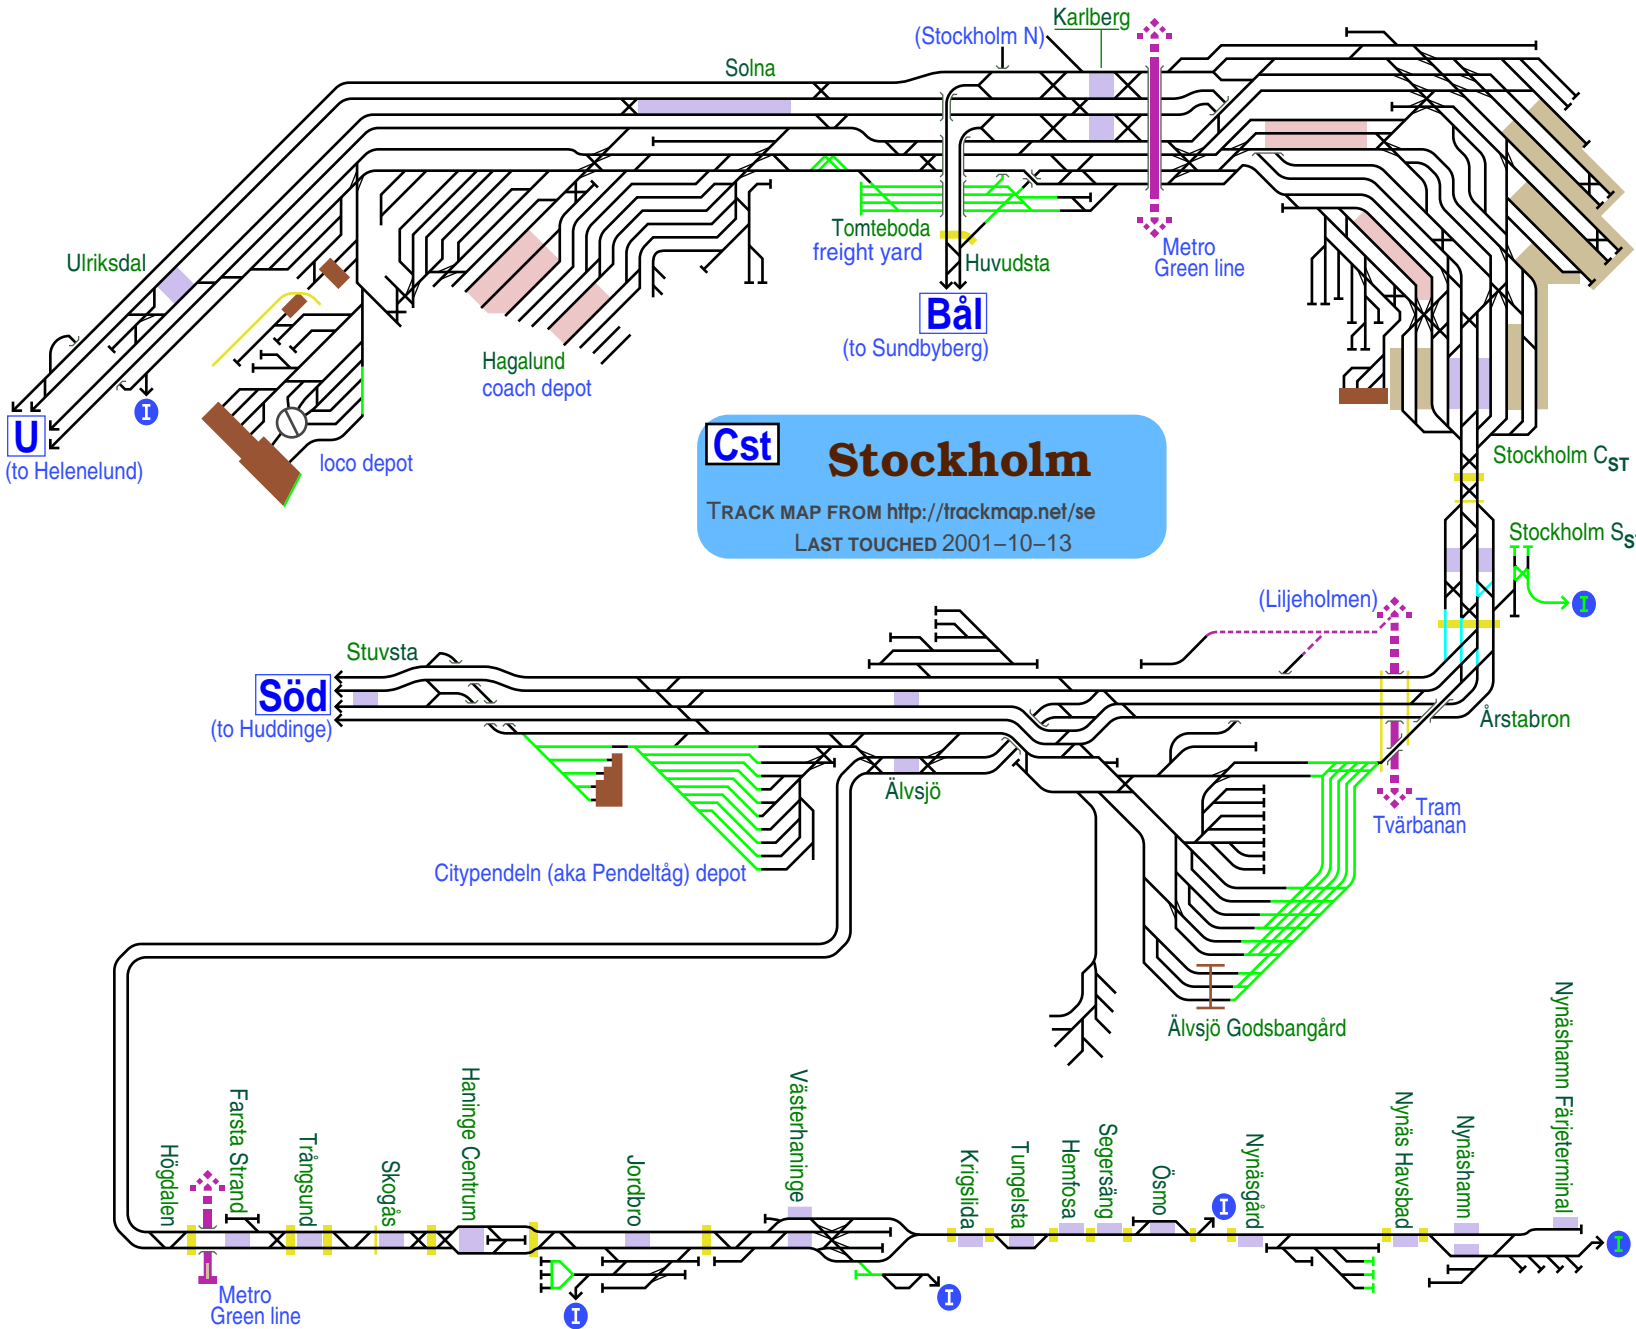 Karlberg
(Stockholm N)
Solna
Ulriksdal
Tomteboda
freight yard
Huvudsta
Metro
Green line
Bål
(to Sundbyberg)
Hagalund
coach depot
I
U
(to Helenelund)
loco depot
Cst
Stockholm
TRACK MAP FROM http://trackmap.net/se
LAST TOUCHED 2001-10-13
Stockholm CST
Stockholm S
I
(Liljeholmen)
Stuvsta
Söd
(to Huddinge)
Årstabron
Älvsjö
Tram
Tvärbanan
Citypendeln (aka Pendeltåg) depot
Älvsjö Godsbangård
Högdalen
Farsta Strand
Trångsund
Skogås
Haninge Centrum
Jordbro
Västerhaninge
Krigslida
Tungelsta
Hemfosa
Segersäng
Ösmo
I
Nynäsgård
Nynäs Havsbad
Nynäshamn
Nynäshamn Färjeterminal
I
Metro
Green line
I
I